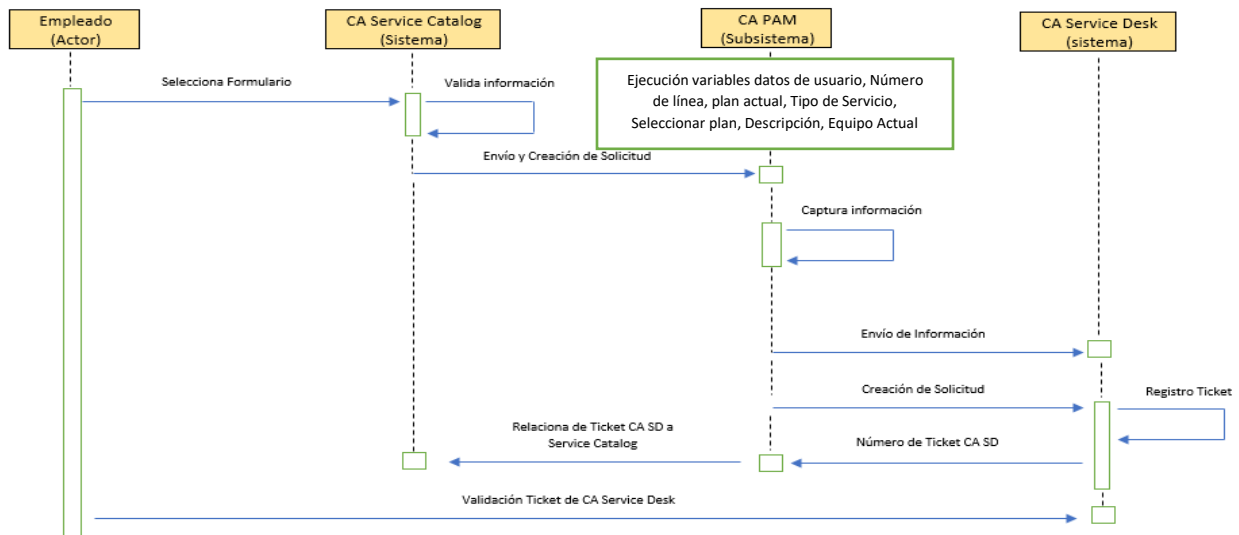 Empleado
(Actor)
CA Service Catalog
(Sistema)
CA PAM
(Subsistema)
CA Service Desk
(sistema)
Ejecución variables datos de usuario, Número
de línea, plan actual, Tipo de Servicio,
Seleccionar plan, Descripción, Equipo Actual
Selecciona Formulario
Valida información
Envío y Creación de Solicitud
Captura información
Envío de Información
Creación de Solicitud
Registro Ticket
Relaciona de Ticket CA SD a
Service Catalog
Número de Ticket CA SD
Validación Ticket de CA Service Desk